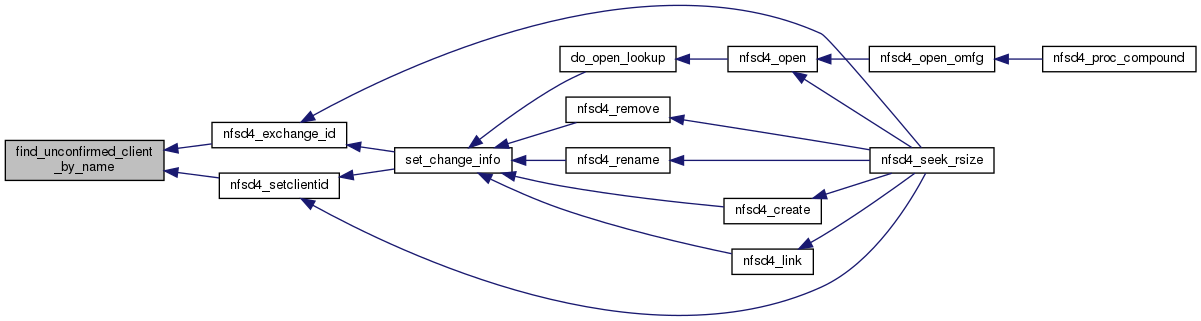 find_unconfirmed_client
_by_name
nfsd4_exchange_id
nfsd4_setclientid
set_change_info
do_open_lookup
nfsd4_remove
nfsd4_rename
nfsd4_create
nfsd4_link
nfsd4_open
nfsd4_open_omfg
nfsd4_proc_compound
nfsd4_seek_rsize